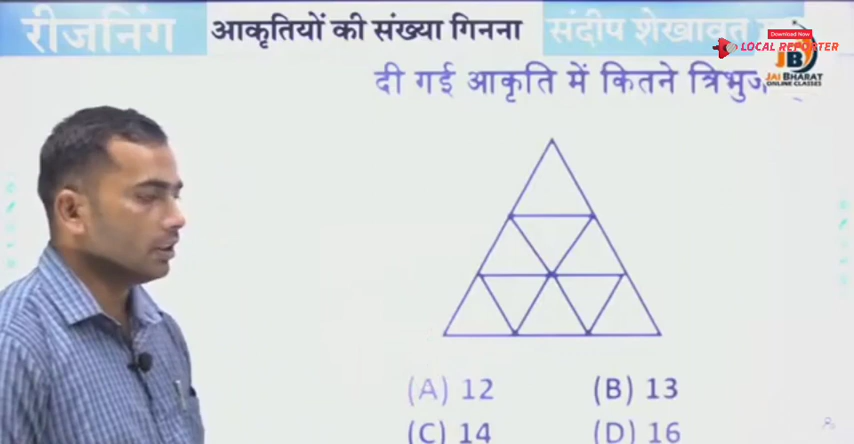 रीजनिंग
आकृतियों की संख्या गिनना
संदीप शेखावत
Download Now
LOCAL REPORTER
JB
JAI BHARAT
ONLINE CLASSES
दी गई आकृति में कितने
(A) 12 (B) 13
(C) 14 (D) 16